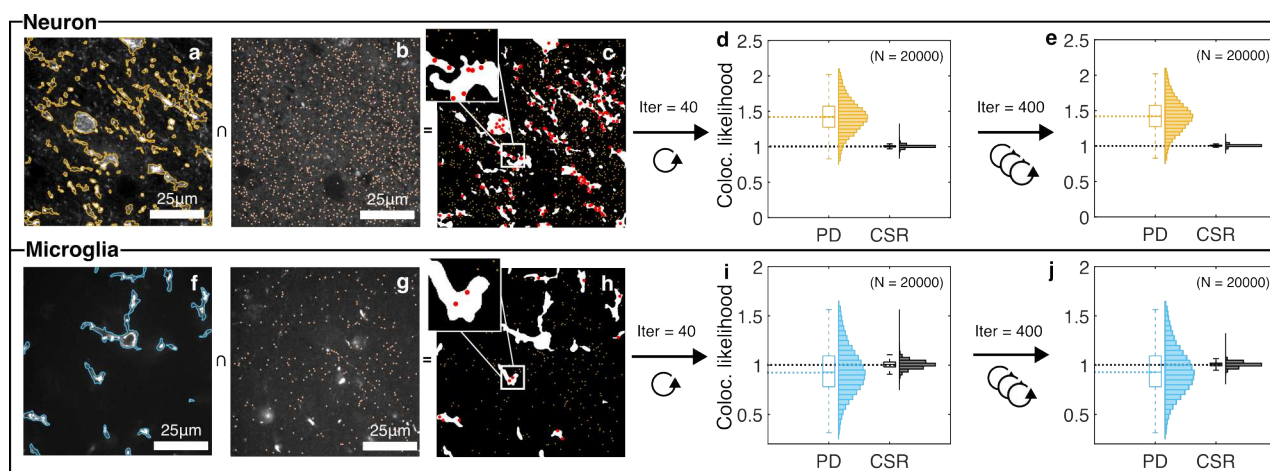 Neuron
a
25μm
∩
b
25μm
=
c
Iter = 40
d
(N = 20000)
Coloc. likelihood
2.5
2
1.5
1
0.5
0
PD CSR
Iter = 400
e
(N = 20000)
2.5
2
1.5
1
0.5
0
PD CSR
Microglia
f
25μm
∩
g
25μm
=
h
Iter = 40
i
(N = 20000)
Coloc. likelihood
2
1.5
1
0.5
PD CSR
Iter = 400
j
(N = 20000)
2
1.5
1
0.5
PD CSR